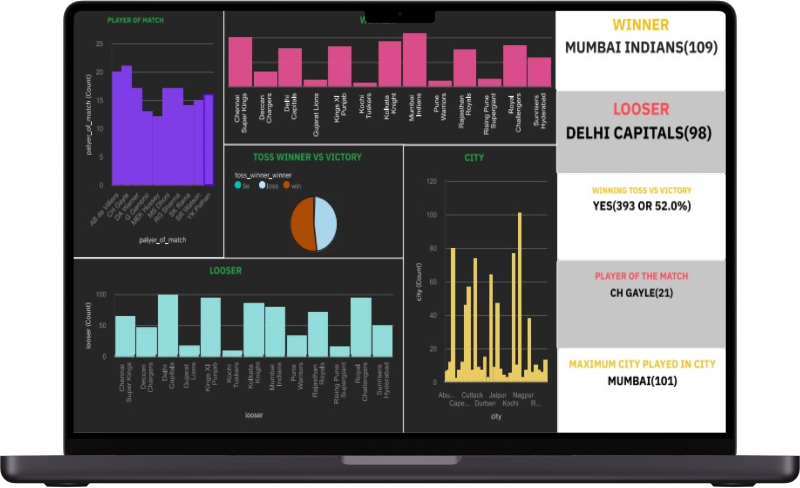 PLAYER OF MATCH
25
20
15
10
5
0
palyer_of_match (Count)
AB de Villiers
CH Gayle
DA Warner
G Gambhir
MEK Hussey
MS Dhoni
RG Sharma
SK Raina
SR Watson
YK Pathan
palyer_of_match
Chennai Super Kings
Deccan Chargers
Delhi Capitals
Gujarat Lions
Kings XI Punjab
Kochi Tuskers
Kolkata Knight
Mumbai Indians
Pune Warriors
Rajasthan Royals
Rising Pune Supergiant
Royal Challengers
Sunrisers Hyderabad
TOSS WINNER VS VICTORY
toss_winner_winner
tie
loss
win
CITY
120
100
80
60
40
20
0
city (Count)
Abu...
Cape...
Cuttack
Durban
Jaipur
Kochi
Nagpur
R...
city
LOOSER
100
50
0
looser (Count)
Chennai Super Kings
Deccan Chargers
Delhi Capitals
Gujarat Lions
Kings XI Punjab
Kochi Tuskers
Kolkata Knight
Mumbai Indians
Pune Warriors
Rajasthan Royals
Rising Pune Supergiant
Royal Challengers
Sunrisers Hyderabad
looser
WINNER
MUMBAI INDIANS(109)
LOOSER
DELHI CAPITALS(98)
WINNING TOSS VS VICTORY
YES(393 OR 52.0%)
PLAYER OF THE MATCH
CH GAYLE(21)
MAXIMUM CITY PLAYED IN CITY
MUMBAI(101)